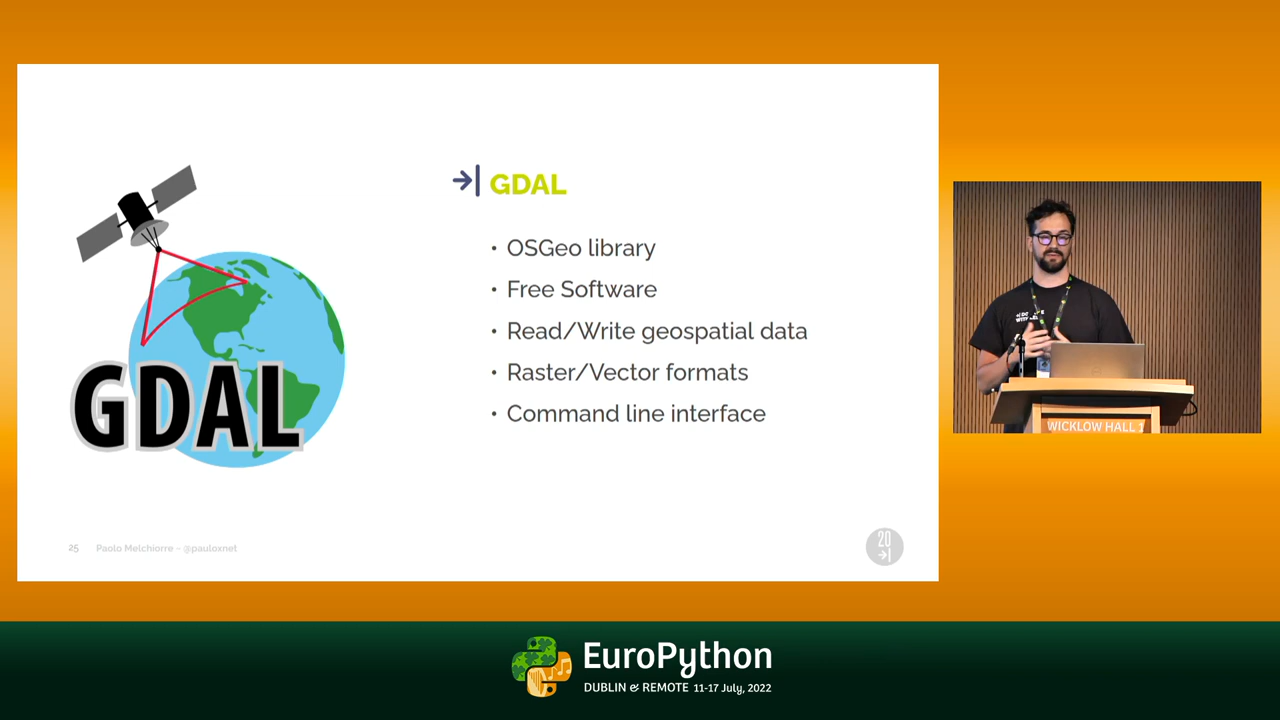 GDAL
GDAL
• OSGeo library
• Free Software
• Read/Write geospatial data
• Raster/Vector formats
• Command line interface
25 Paolo Melchiorre ~ @pauloxnet
20
WICKLOW HALL 1
EuroPython
DUBLIN & REMOTE 11-17 July, 2022